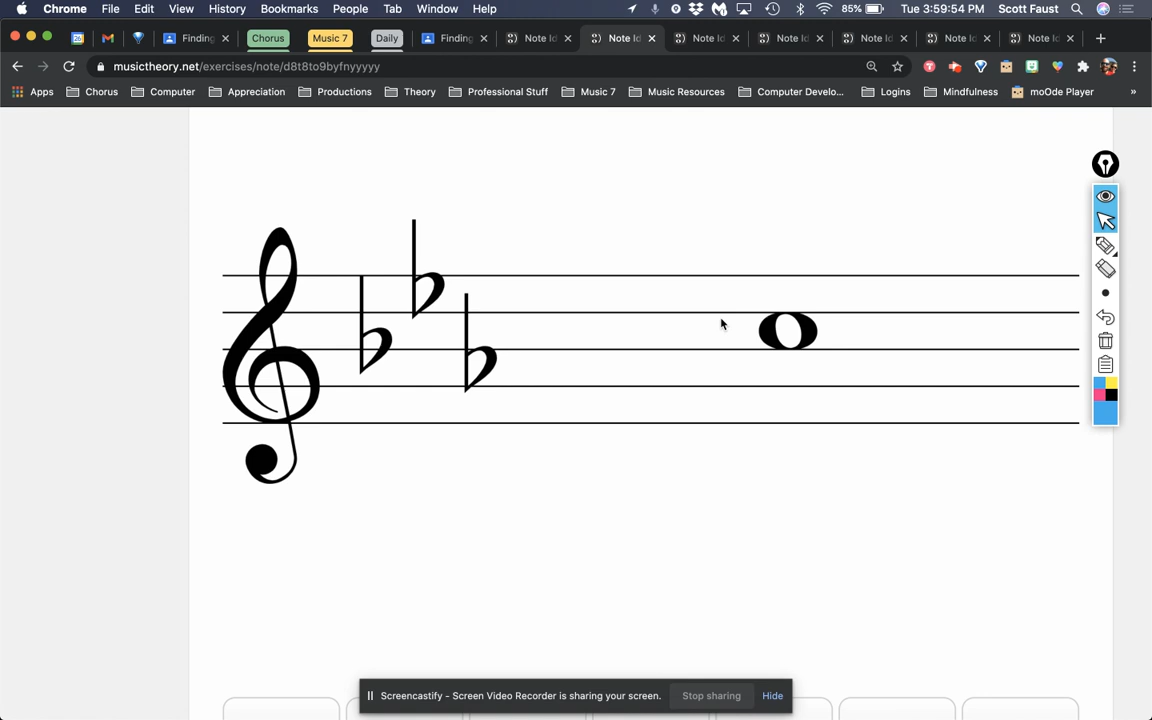 Chrome File Edit View History Bookmarks People Tab Window Help 85% Tue 3:59:54 PM Scott Faust
Finding Chorus Music 7 Daily Finding Note Id Note Id Note Id Note Id Note Id Note Id Note Id
musictheory.net/exercises/note/d8t8to9byfnyyyyy
Apps Chorus Computer Appreciation Productions Theory Professional Stuff Music 7 Music Resources Computer Develo... Logins Mindfulness moOde Player »
Screencastify - Screen Video Recorder is sharing your screen. Stop sharing Hide